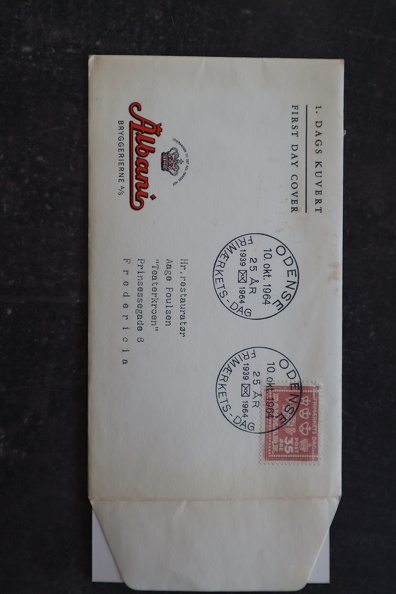 1. DAGS KUVERT
FIRST DAY COVER
Albani
BRYGGERIERNE A/S
ODENSE
10. okt. 1964
25 ÅR
1939 1964
FRIMÆRKETS-DAG
ODENSE
10. okt. 1964
25 ÅR
1939 1964
FRIMÆRKETS-DAG
35
Hr. restauratør
Aage Poulsen
"Teaterkroen"
Prinsessegade 8
Fredericia